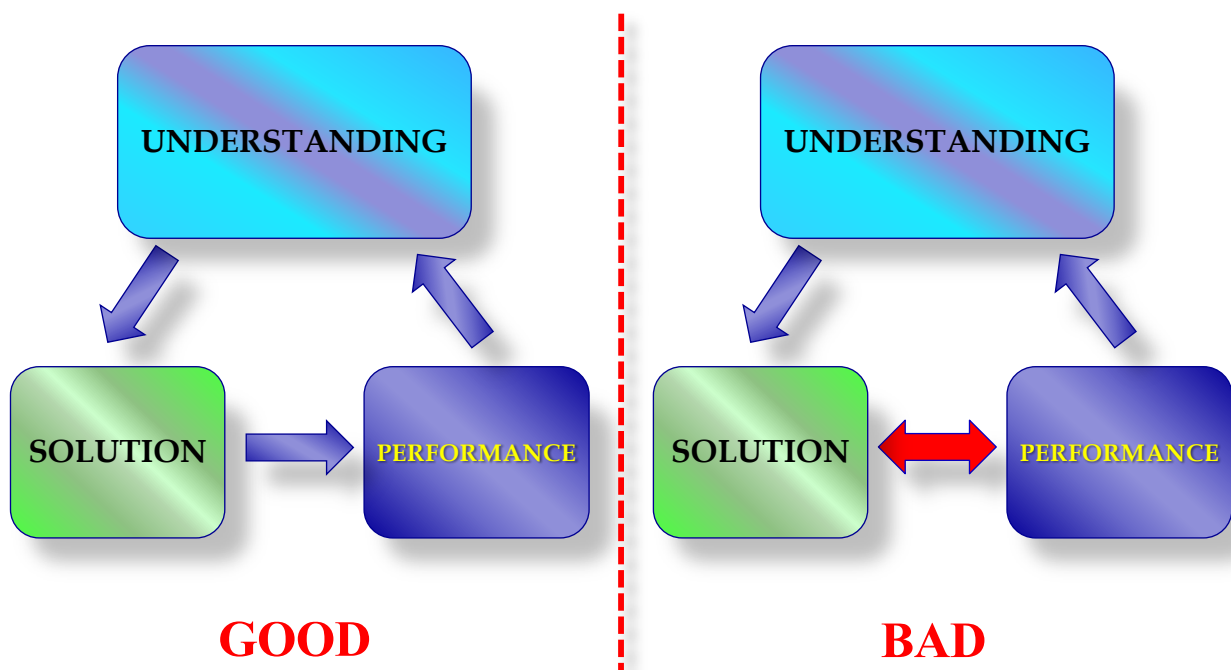 UNDERSTANDING
SOLUTION
PERFORMANCE
GOOD
UNDERSTANDING
SOLUTION
PERFORMANCE
BAD